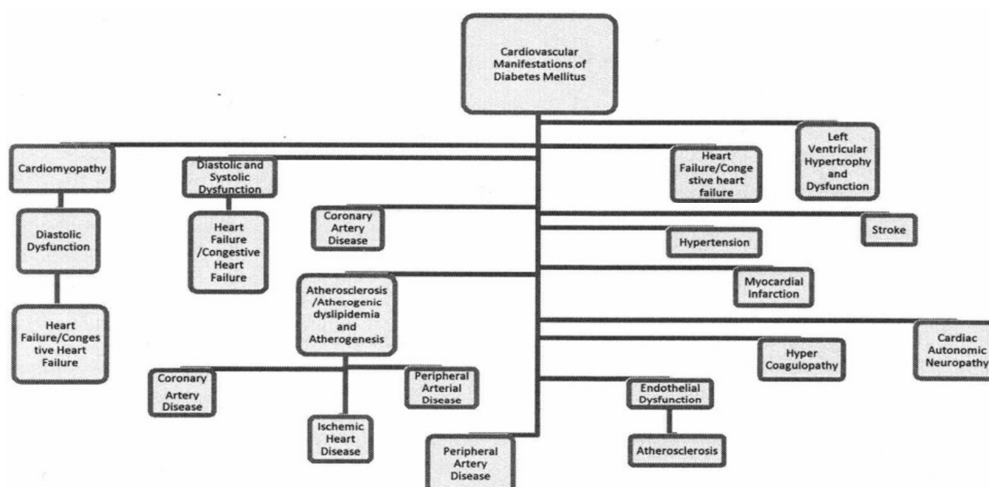 Cardiovascular
Manifestations of
Diabetes Mellitus
Left
Ventricular
Hypertrophy
and
Dysfunction
Cardiomyopathy
Diastolic and
Systolic
Dysfunction
Heart
Failure/Conge
stive heart
failure
Diastolic
Dysfunction
Heart
Failure
/Congestive
Heart
Failure
Coronary
Artery
Disease
Stroke
Hypertension
Atherosclerosis
/Atherogenic
dyslipidemia
and
Atherogenesis
Myocardial
Infarction
Heart
Failure/Conges
tive Heart
Failure
Cardiac
Autonomic
Neuropathy
Hyper
Coagulopathy
Coronary
Artery
Disease
Peripheral
Arterial
Disease
Endothelial
Dysfunction
Ischemic
Heart
Disease
Peripheral
Artery
Disease
Atherosclerosis